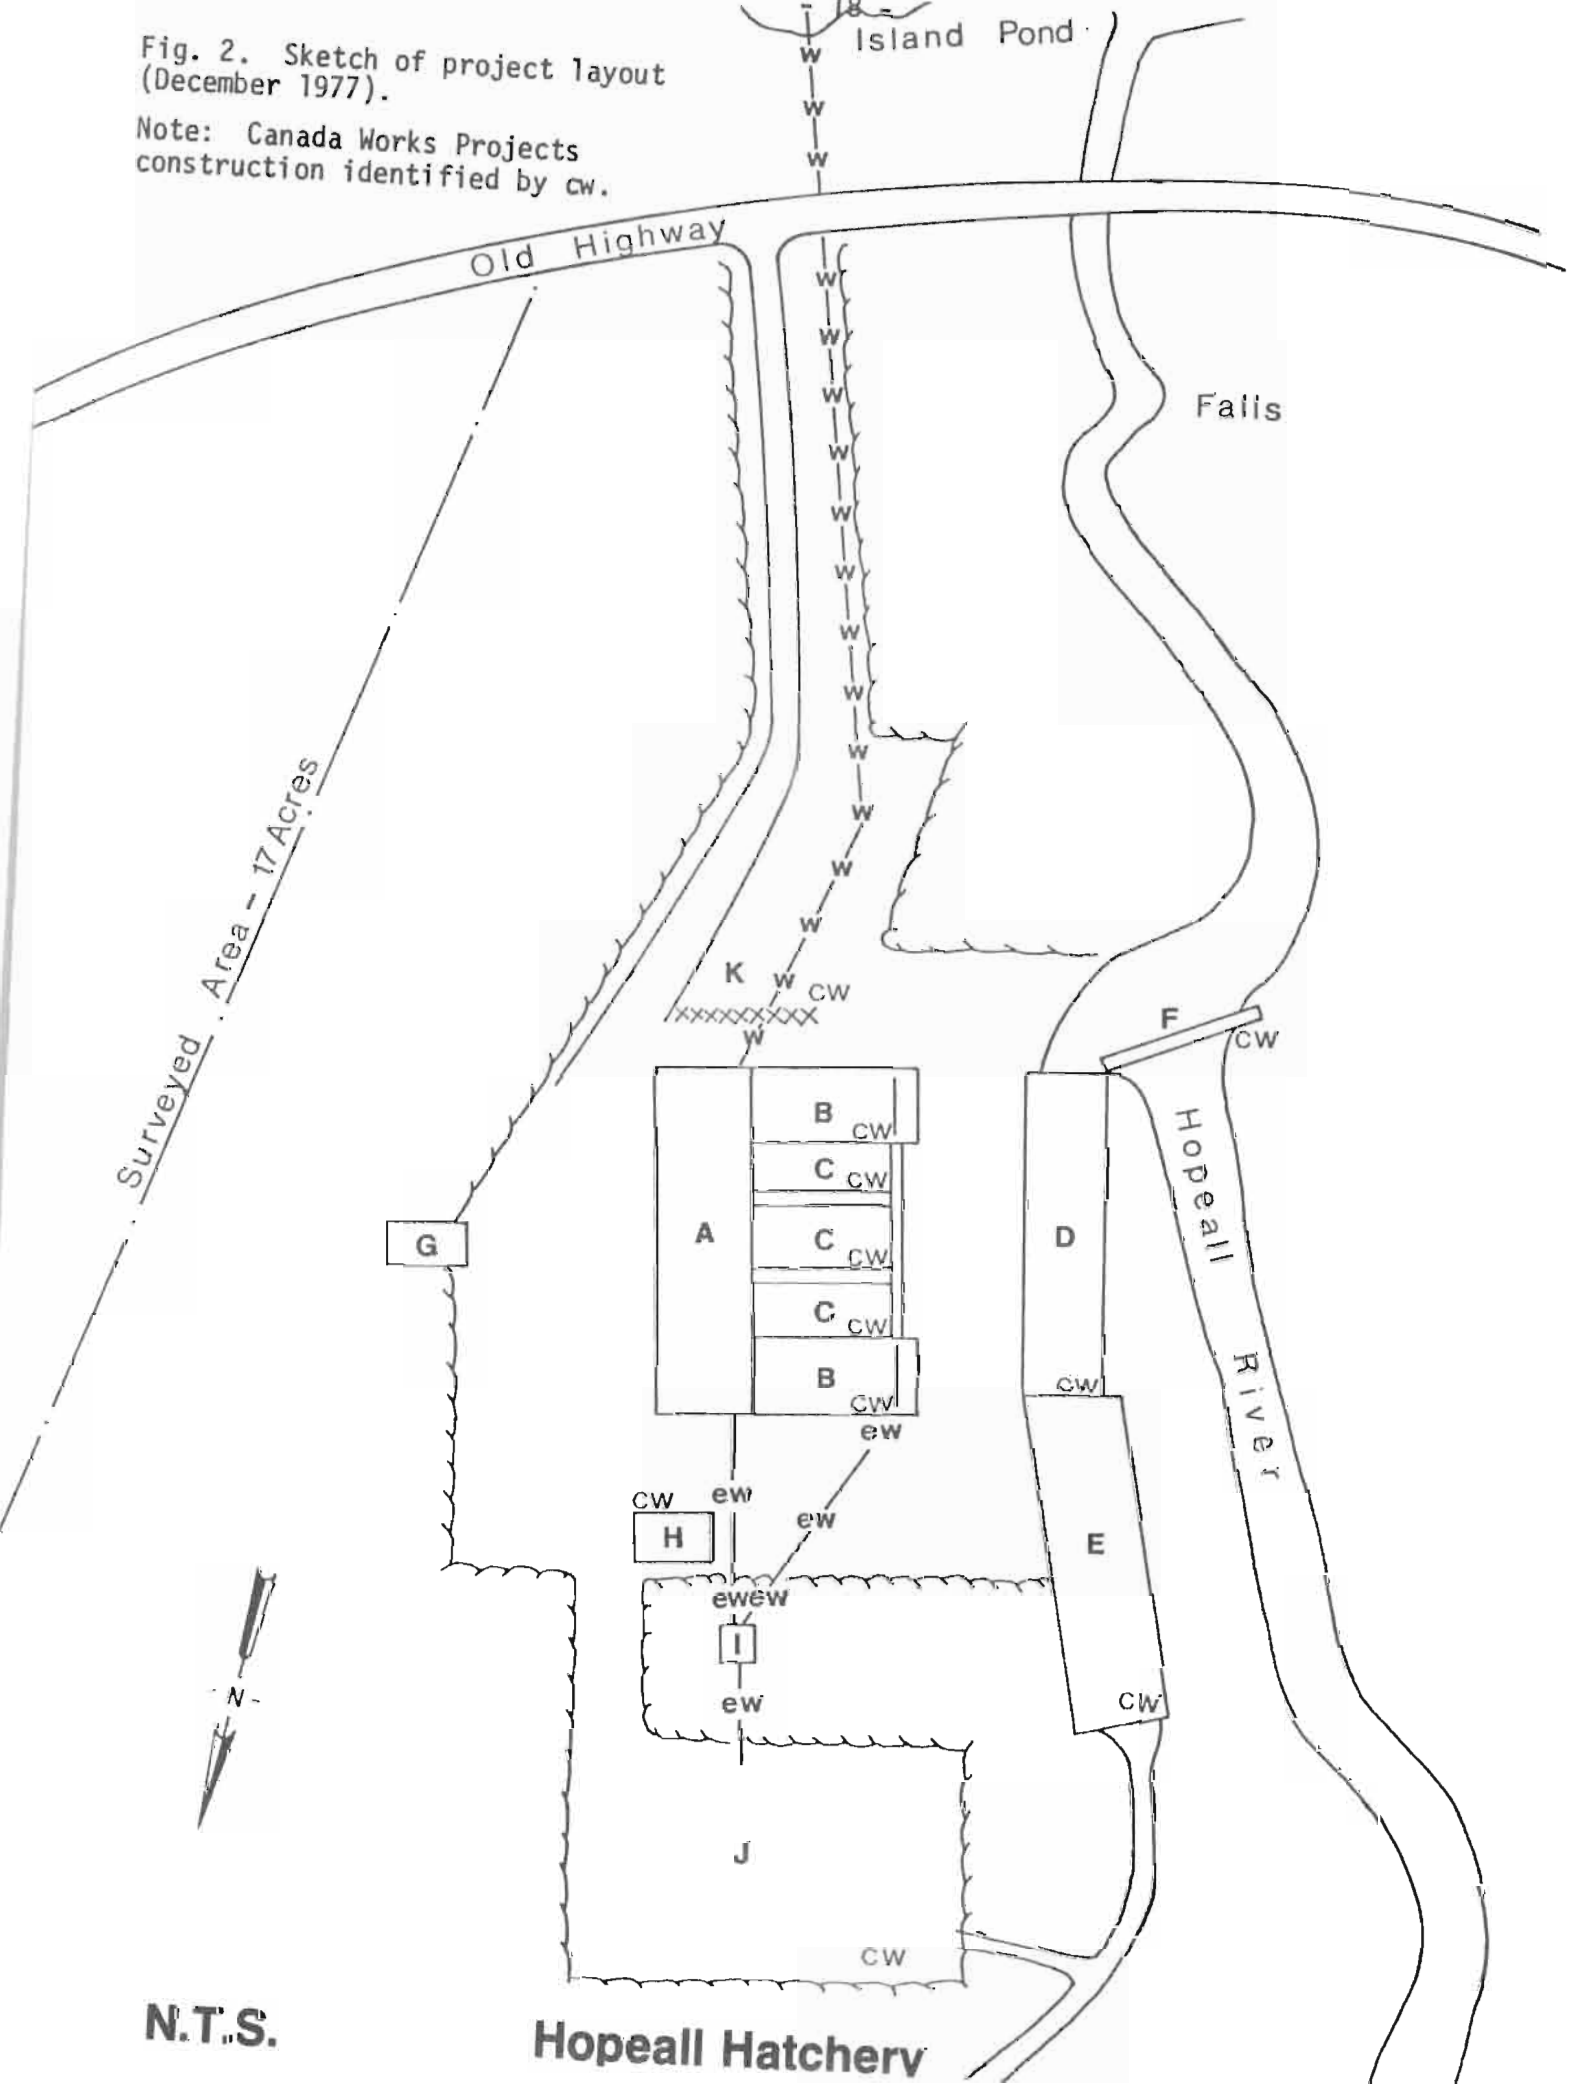 - 18 -
Island Pond
Fig. 2. Sketch of project layout
(December 1977).
Note: Canada Works Projects
construction identified by cw.
W
W
W
Old Highway
W
W
W
W
W
W
W
W
W
W
W
W
W
W
Falls
Surveyed Area - 17 Acres
K
CW
xxxxxxxxx
F
CW
A
B
CW
C
CW
C
CW
C
CW
B
CW
D
CW
Hopeall River
G
E
CW
ew
ew
ew
CW
H
ewew
I
ew
-N-
J
CW
N.T.S.
Hopeall Hatchery